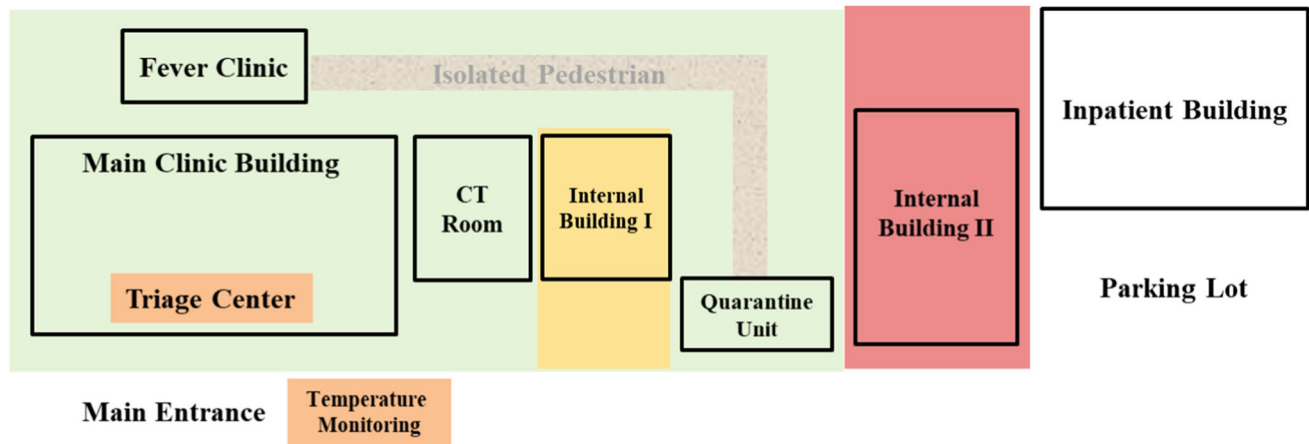 Fever Clinic
Isolated Pedestrian
Inpatient Building
Main Clinic Building
CT
Room
Internal
Building I
Internal
Building II
Triage Center
Quarantine
Unit
Parking Lot
Main Entrance
Temperature
Monitoring